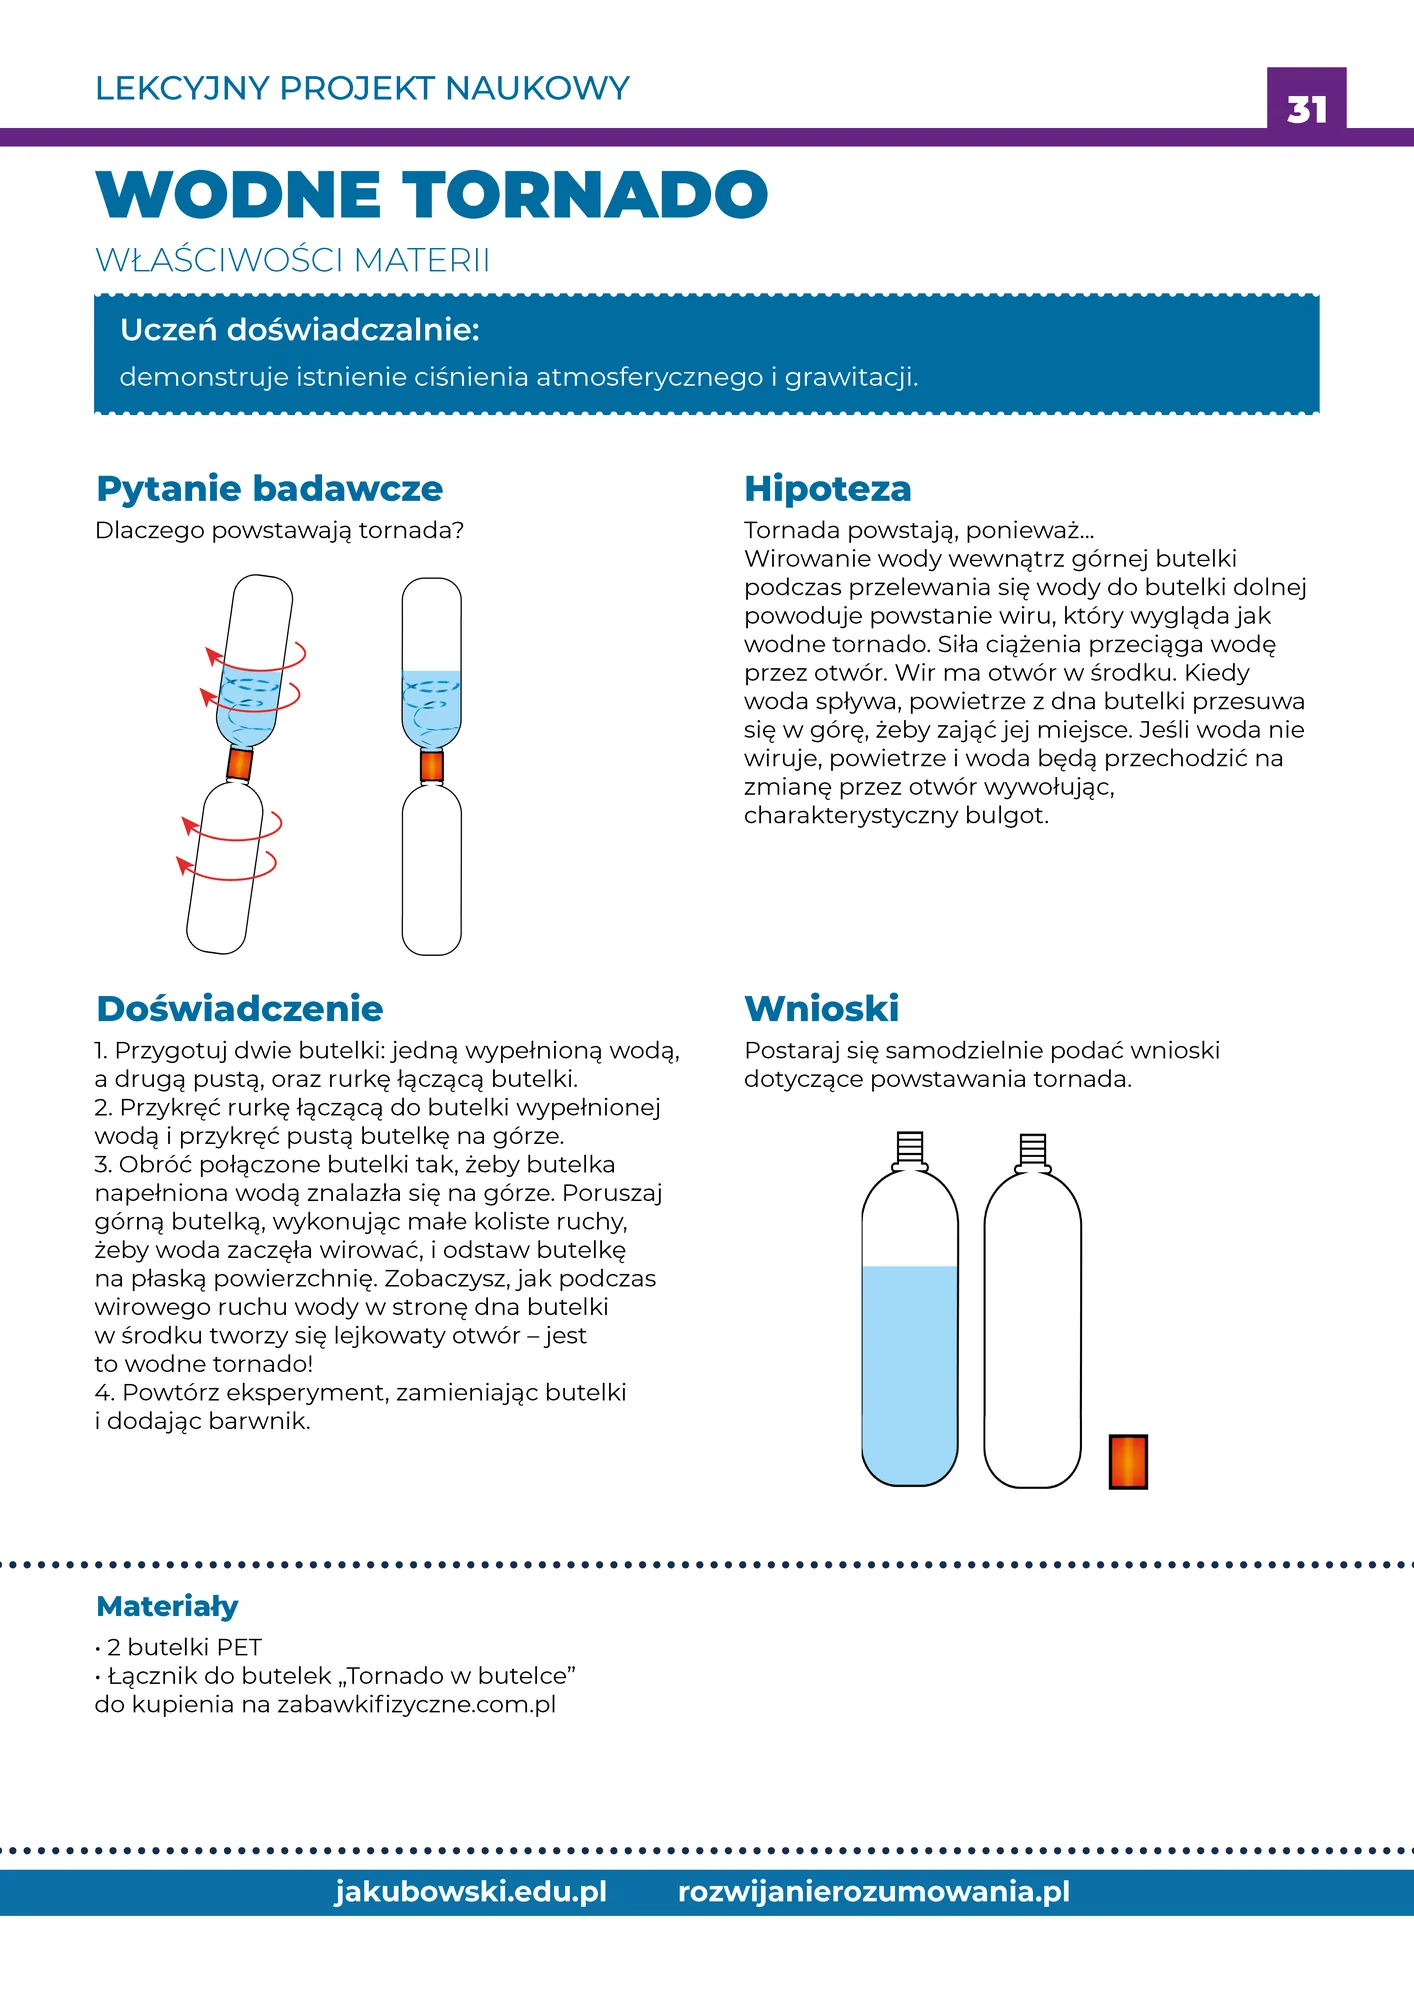 LEKCYJNY PROJEKT NAUKOWY
31
WODNE TORNADO
WŁAŚCIWOŚCI MATERII
Uczeń doświadczalnie:
demonstruje istnienie ciśnienia atmosferycznego i grawitacji.
Pytanie badawcze
Dlaczego powstawają tornada?
Hipoteza
Tornada powstają, ponieważ...
Wirowanie wody wewnątrz górnej butelki
podczas przelewania się wody do butelki dolnej
powoduje powstanie wiru, który wygląda jak
wodne tornado. Siła ciążenia przeciąga wodę
przez otwór. Wir ma otwór w środku. Kiedy
woda spływa, powietrze z dna butelki przesuwa
się w górę, żeby zająć jej miejsce. Jeśli woda nie
wiruje, powietrze i woda będą przechodzić na
zmianę przez otwór wywołując,
charakterystyczny bulgot.
Doświadczenie
1. Przygotuj dwie butelki: jedną wypełnioną wodą,
a drugą pustą, oraz rurkę łączącą butelki.
2. Przykręć rurkę łączącą do butelki wypełnionej
wodą i przykręć pustą butelkę na górze.
3. Obróć połączone butelki tak, żeby butelka
napełniona wodą znalazła się na górze. Poruszaj
górną butelką, wykonując małe koliste ruchy,
żeby woda zaczęła wirować, i odstaw butelkę
na płaską powierzchnię. Zobaczysz, jak podczas
wirowego ruchu wody w stronę dna butelki
w środku tworzy się lejkowaty otwór – jest
to wodne tornado!
4. Powtórz eksperyment, zamieniając butelki
i dodając barwnik.
Wnioski
Postaraj się samodzielnie podać wnioski
dotyczące powstawania tornada.
Materiały
• 2 butelki PET
• Łącznik do butelek „Tornado w butelce”
do kupienia na zabawkifizyczne.com.pl
jakubowski.edu.pl rozwijanierozumowania.pl